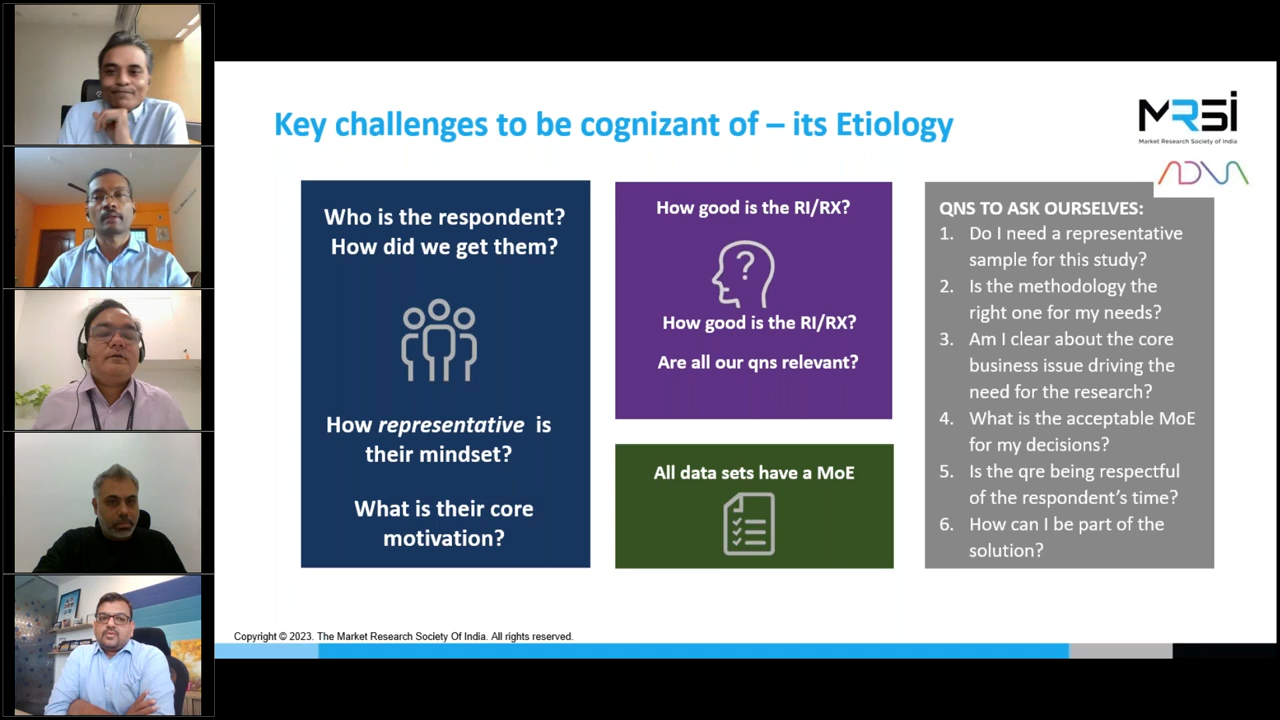 Key challenges to be cognizant of – its Etiology
MRSI
Market Research Society of India
ADNA
Who is the respondent?
How did we get them?
How representative is
their mindset?
What is their core
motivation?
How good is the RI/RX?
How good is the RI/RX?
Are all our qns relevant?
All data sets have a MoE
QNS TO ASK OURSELVES:
1. Do I need a representative
sample for this study?
2. Is the methodology the
right one for my needs?
3. Am I clear about the core
business issue driving the
need for the research?
4. What is the acceptable MoE
for my decisions?
5. Is the qre being respectful
of the respondent's time?
6. How can I be part of the
solution?
Copyright © 2023. The Market Research Society Of India. All rights reserved.